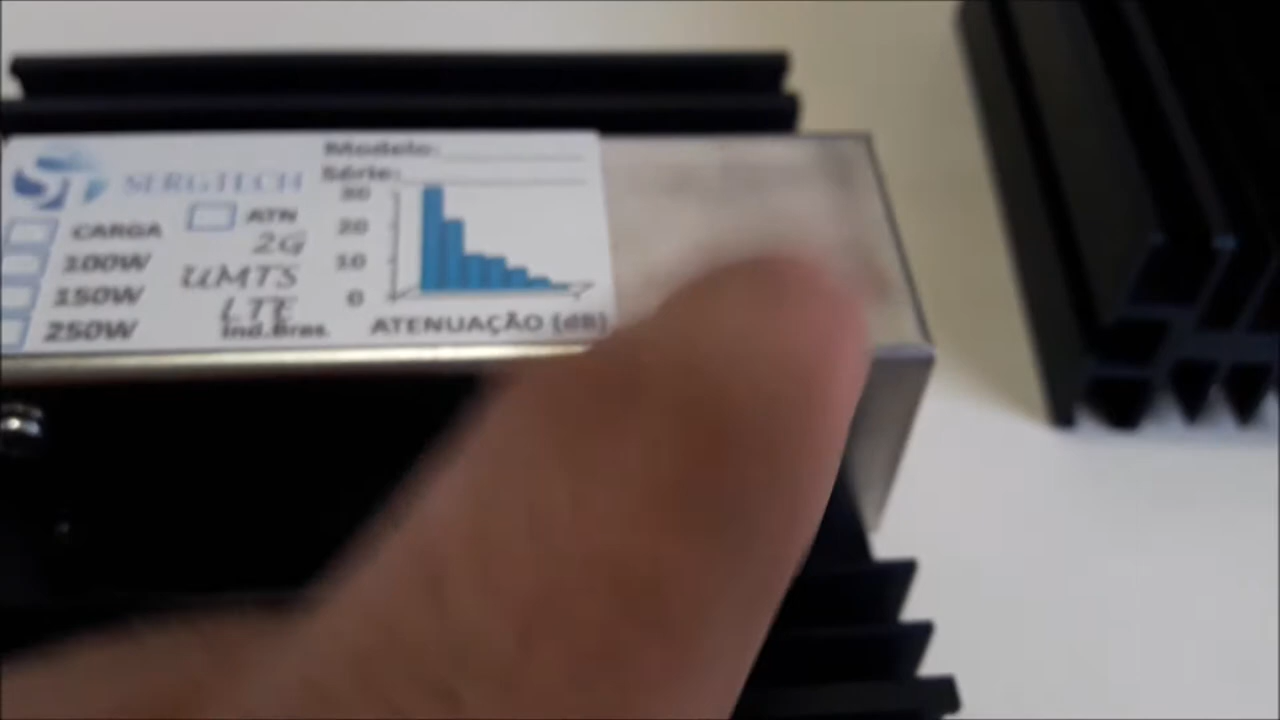 SERGTECH
CARGA
ATN
100W
2G
150W
UMTS
250W
LTE
Ind.Bras.
Modelo:
Série:
30
20
10
0
ATENUAÇÃO (dB)